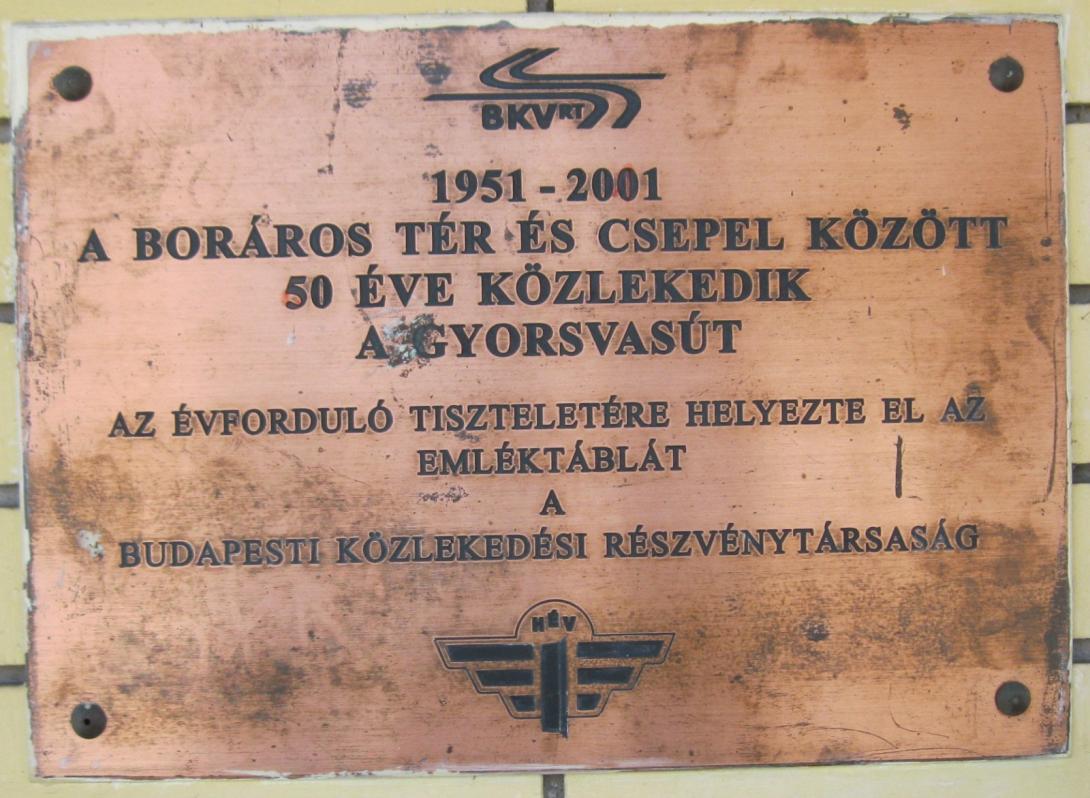 BKV RT
1951 - 2001
A BORÁROS TÉR ÉS CSEPEL KÖZÖTT
50 ÉVE KÖZLEKEDIK
A GYORSVASÚT
AZ ÉVFORDULÓ TISZTELETÉRE HELYEZTE EL AZ
EMLÉKTÁBLÁT
A
BUDAPESTI KÖZLEKEDÉSI RÉSZVÉNYTÁRSASÁG
HÉV